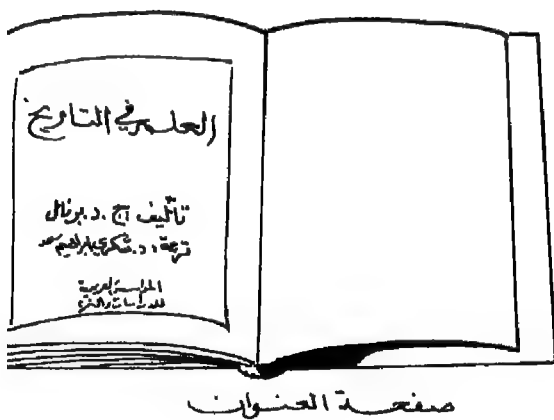 العلم في التاريخ
تأليف ج . د . برنال
ترجمة : د . شكري إبراهيم سعد
المؤسسة العربية
للدراسات والنشر
صفحة العنوان